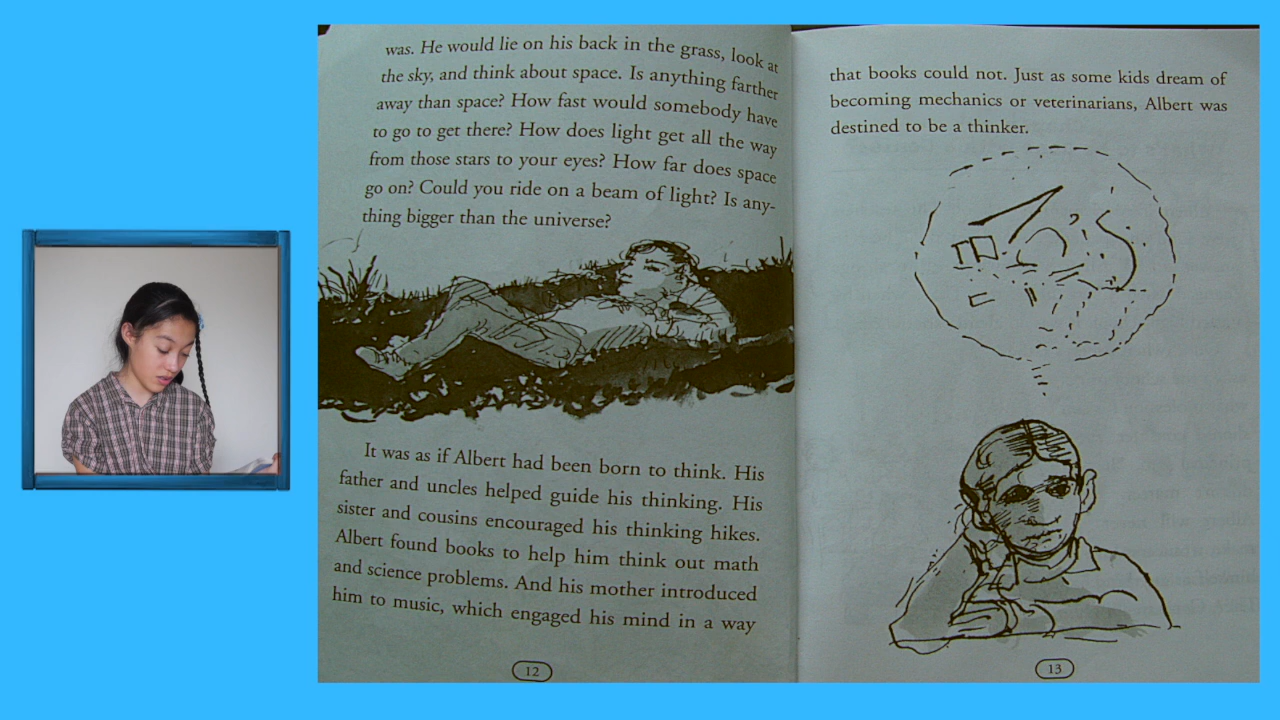 was. He would lie on his back in the grass, look at
the sky, and think about space. Is anything farther
away than space? How fast would somebody have
to go to get there? How does light get all the way
from those stars to your eyes? How far does space
go on? Could you ride on a beam of light? Is any-
thing bigger than the universe?
It was as if Albert had been born to think. His
father and uncles helped guide his thinking. His
sister and cousins encouraged his thinking hikes.
Albert found books to help him think out math
and science problems. And his mother introduced
him to music, which engaged his mind in a way
12
that books could not. Just as some kids dream of
becoming mechanics or veterinarians, Albert was
destined to be a thinker.
13